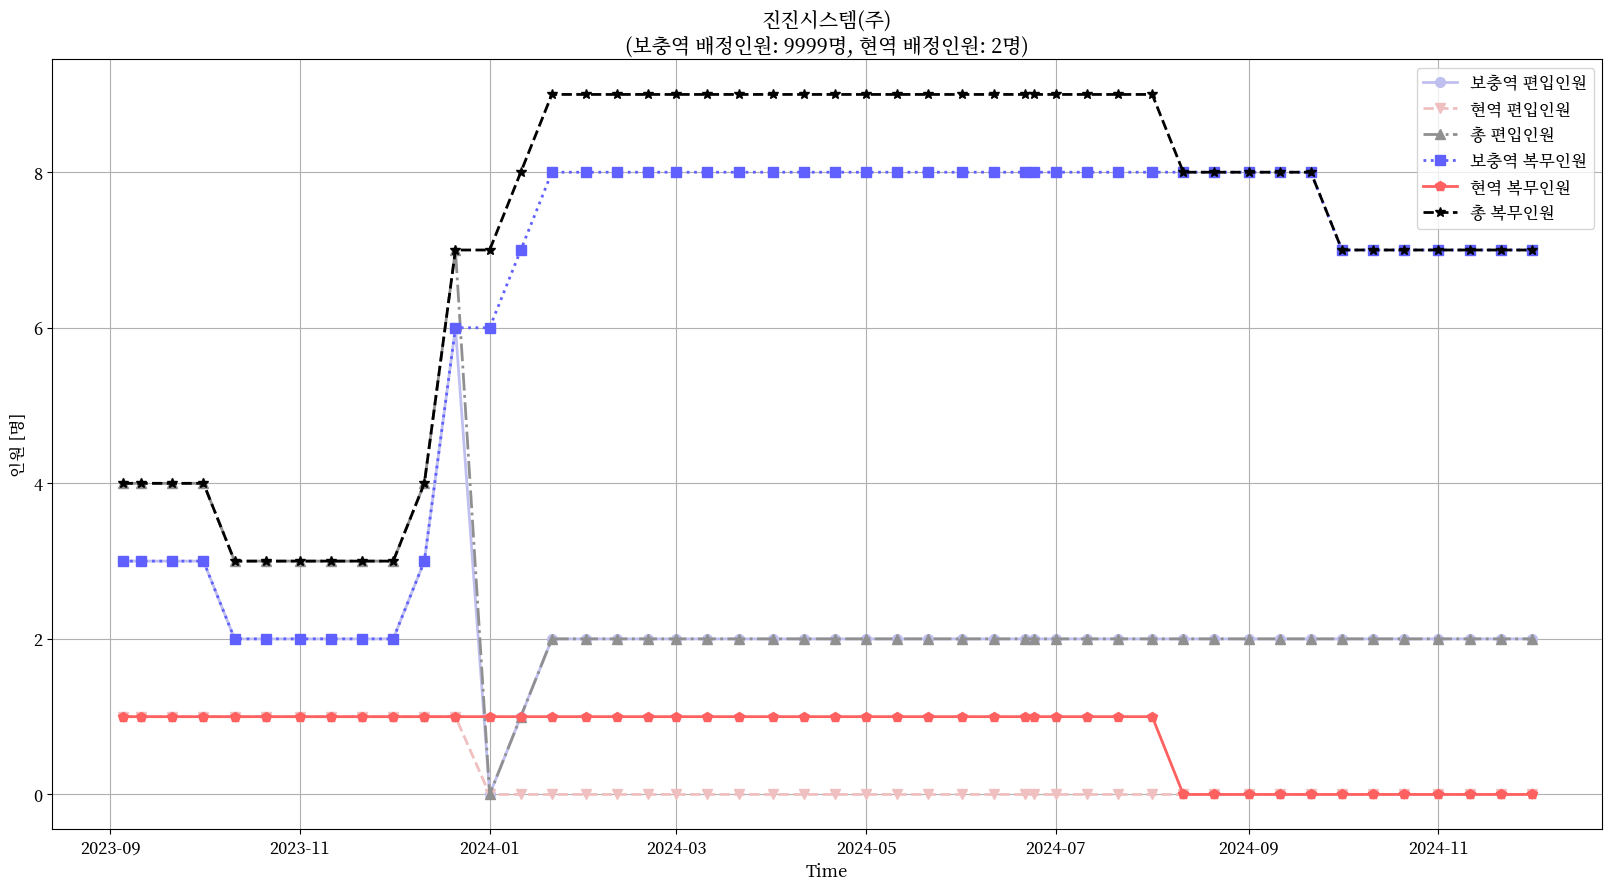 진진시스템(주)
(보충역 배정인원: 9999명, 현역 배정인원: 2명)
보충역 편입인원
현역 편입인원
총 편입인원
보충역 복무인원
현역 복무인원
총 복무인원
인원 [명]
8
6
4
2
0
2023-09
2023-11
2024-01
2024-03
2024-05
2024-07
2024-09
2024-11
Time